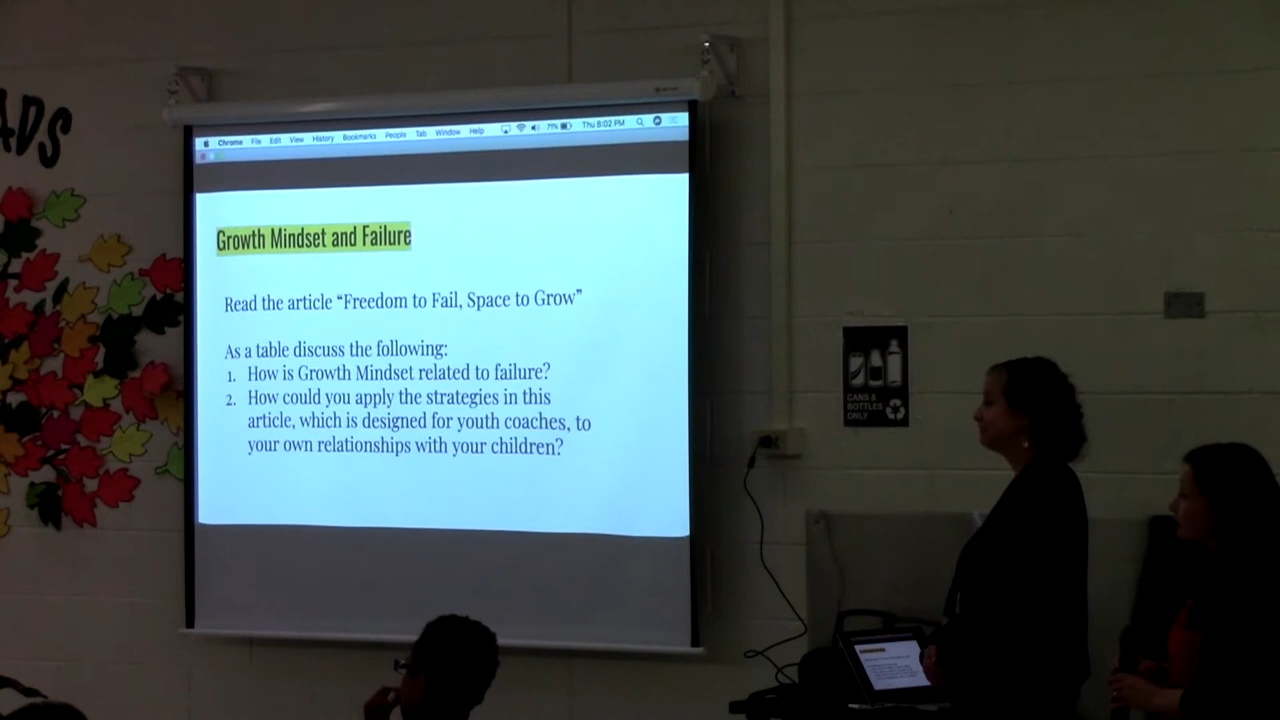 ADS
Chrome File Edit View History Bookmarks People Tab Window Help 71% Thu 8:02 PM
Growth Mindset and Failure
Read the article “Freedom to Fail, Space to Grow”
As a table discuss the following:
1. How is Growth Mindset related to failure?
2. How could you apply the strategies in this
article, which is designed for youth coaches, to
your own relationships with your children?
CANS &
BOTTLES
ONLY